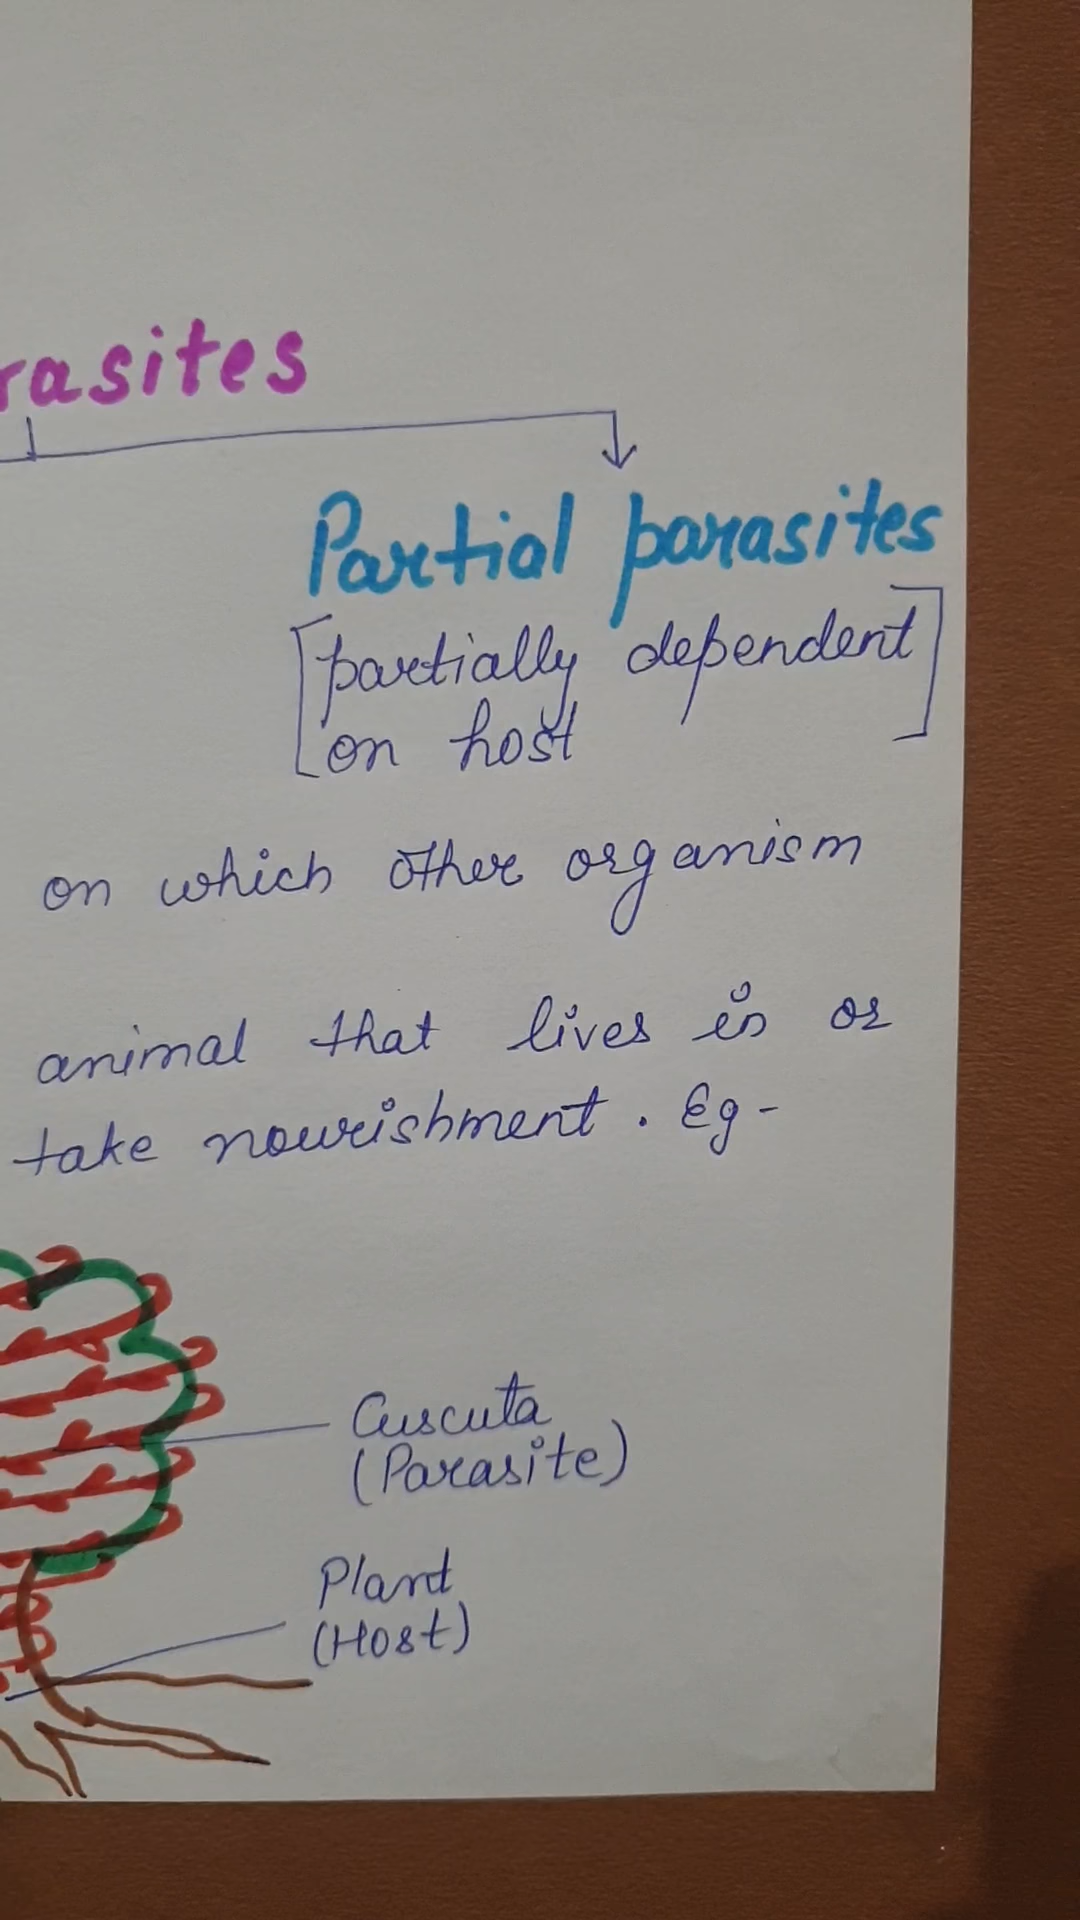 rasites
Partial parasites
[partially dependent
on host]
on which other organism
animal that lives in or
take nourishment. Eg-
Cuscuta
(Parasite)
Plant
(Host)